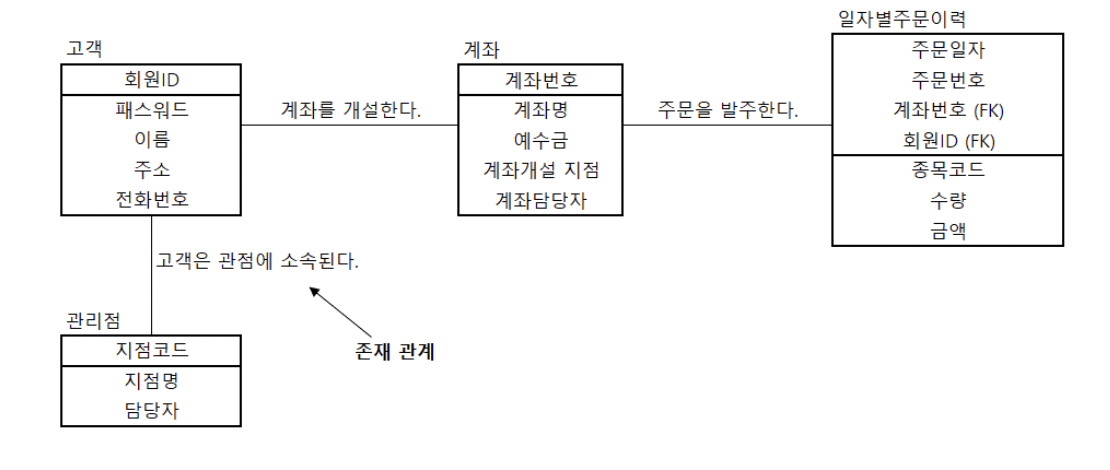 고객
회원ID
패스워드
이름
주소
전화번호
계좌를 개설한다.
계좌
계좌번호
계좌명
예수금
계좌개설 지점
계좌담당자
주문을 발주한다.
일자별주문이력
주문일자
주문번호
계좌번호 (FK)
회원ID (FK)
종목코드
수량
금액
고객은 관점에 소속된다.
존재 관계
관리점
지점코드
지점명
담당자